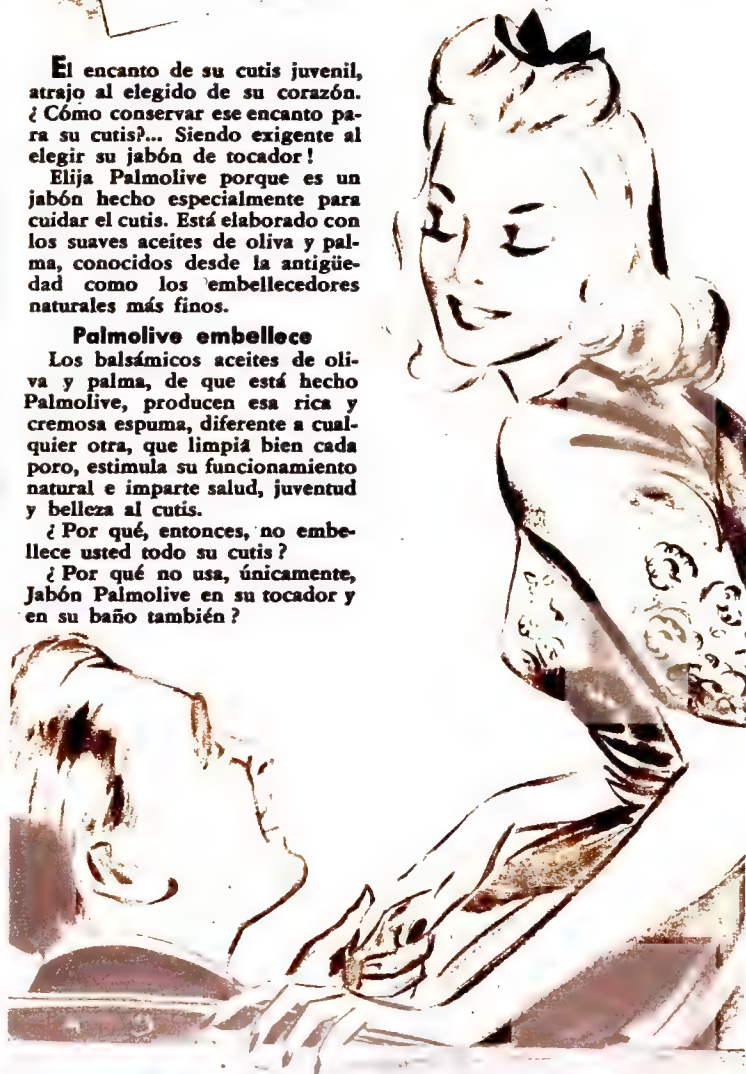 El encanto de su cutis juvenil,
atrajo al elegido de su corazón.
¿Cómo conservar ese encanto pa-
ra su cutis?... Siendo exigente al
elegir su jabón de tocador!
Elija Palmolive porque es un
jabón hecho especialmente para
cuidar el cutis. Está elaborado con
los suaves aceites de oliva y pal-
ma, conocidos desde la antigüe-
dad como los embellecedores
naturales más finos.
Palmolive embellece
Los balsámicos aceites de oli-
va y palma, de que está hecho
Palmolive, producen esa rica y
cremosa espuma, diferente a cual-
quier otra, que limpia bien cada
poro, estimula su funcionamiento
natural e imparte salud, juventud
y belleza al cutis.
¿Por qué, entonces, no embe-
llece usted todo su cutis?
¿Por qué no usa, únicamente,
Jabón Palmolive en su tocador y
en su baño también?